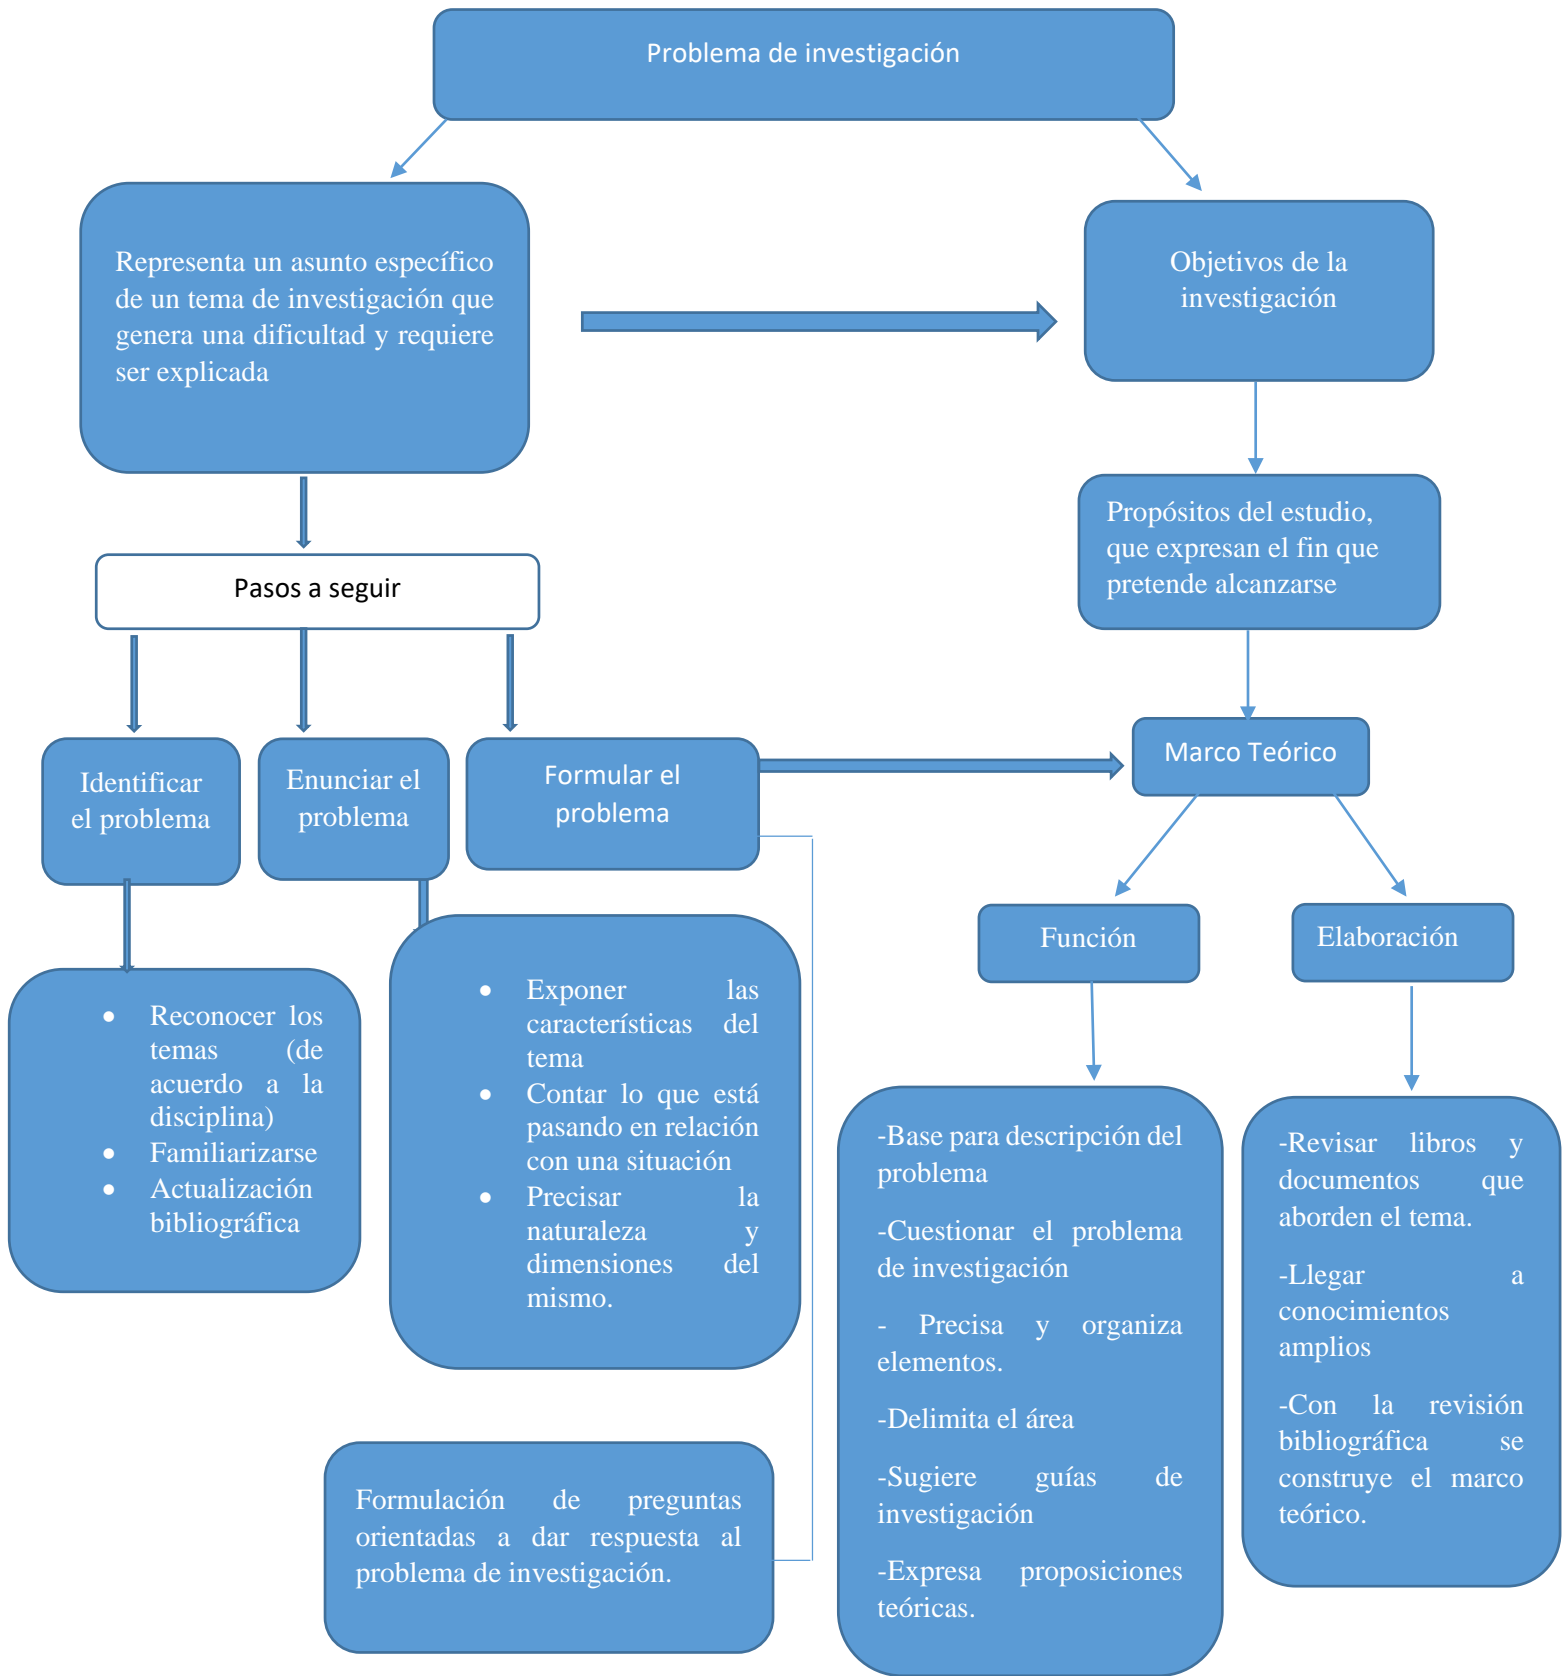 Problema de investigación
Representa un asunto específico
de un tema de investigación que
genera una dificultad y requiere
ser explicada
Objetivos de la
investigación
Propósitos del estudio,
que expresan el fin que
pretende alcanzarse
Pasos a seguir
Identificar
el problema
Enunciar el
problema
Formular el
problema
Marco Teórico
Función
Elaboración
• Reconocer los
temas (de
acuerdo a la
disciplina)
• Familiarizarse
• Actualización
bibliográfica
• Exponer las
características del
tema
• Contar lo que está
pasando en relación
con una situación
• Precisar la
naturaleza y
dimensiones del
mismo.
Formulación de preguntas
orientadas a dar respuesta al
problema de investigación.
-Base para descripción del
problema
-Cuestionar el problema
de investigación
- Precisa y organiza
elementos.
-Delimita el área
-Sugiere guías de
investigación
-Expresa proposiciones
teóricas.
-Revisar libros y
documentos que
aborden el tema.
-Llegar a
conocimientos
amplios
-Con la revisión
bibliográfica se
construye el marco
teórico.